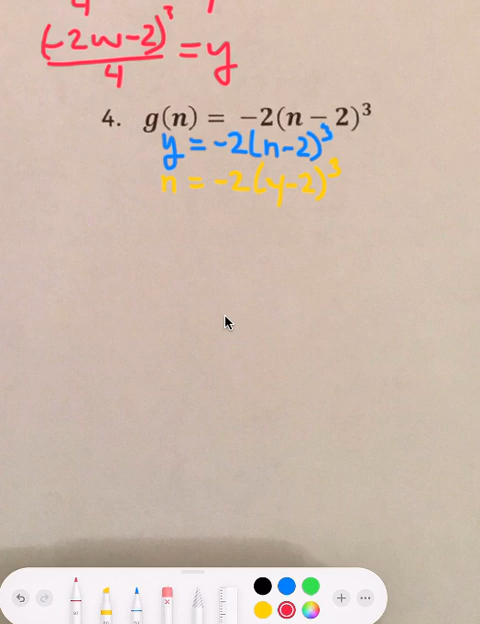 (-2w-2)³
―――― = y
4
4. g(n) = −2(n − 2)³
y = -2(n-2)³
n = -2(y-2)³